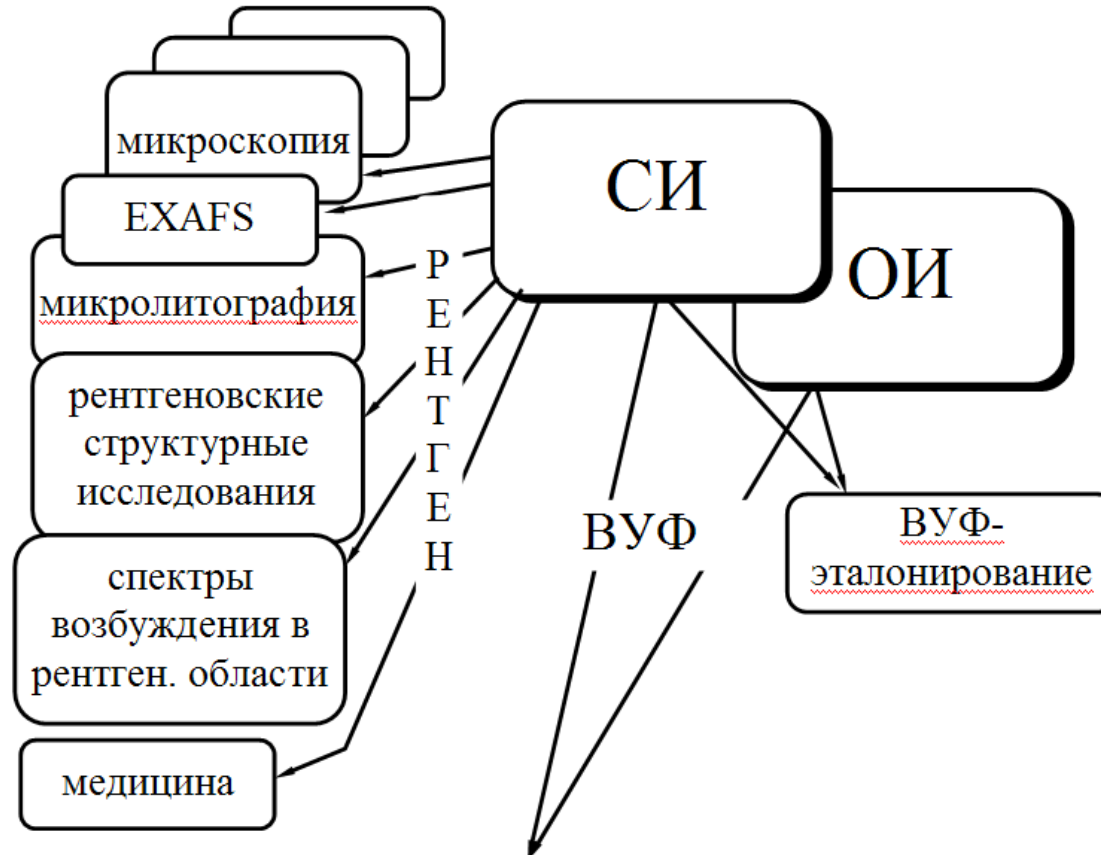 микроскопия
EXAFS
микролитография
рентгеновские
структурные
исследования
спектры
возбуждения в
рентген. области
медицина
Р
Е
Н
Т
Г
Е
Н
СИ
ОИ
ВУФ
ВУФ-
эталонирование